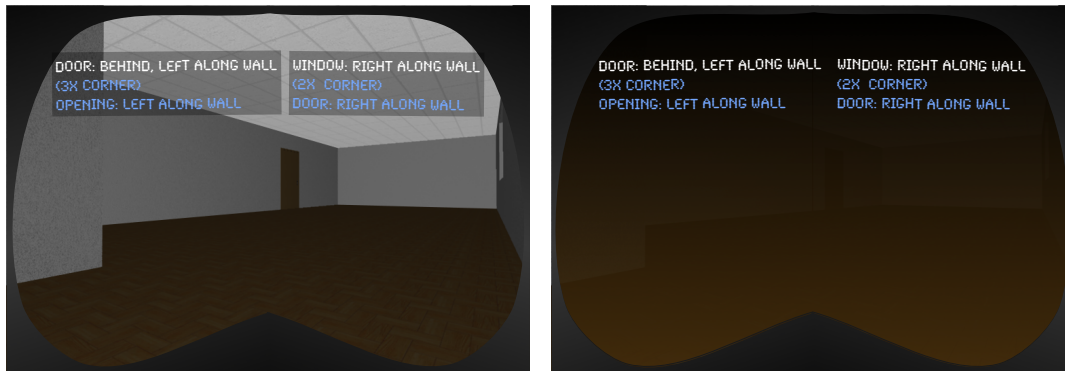 DOOR: BEHIND, LEFT ALONG WALL
(3X CORNER)
OPENING: LEFT ALONG WALL
WINDOW: RIGHT ALONG WALL
(2X CORNER)
DOOR: RIGHT ALONG WALL
DOOR: BEHIND, LEFT ALONG WALL
(3X CORNER)
OPENING: LEFT ALONG WALL
WINDOW: RIGHT ALONG WALL
(2X CORNER)
DOOR: RIGHT ALONG WALL